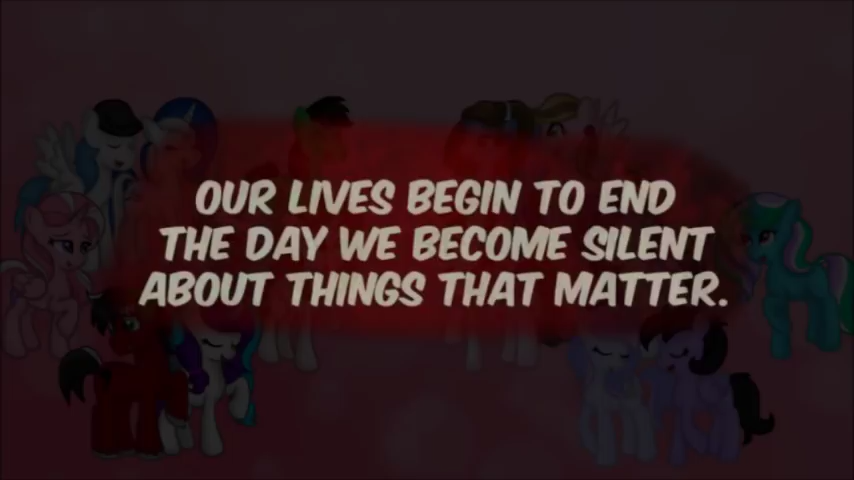 OUR LIVES BEGIN TO END
THE DAY WE BECOME SILENT
ABOUT THINGS THAT MATTER.